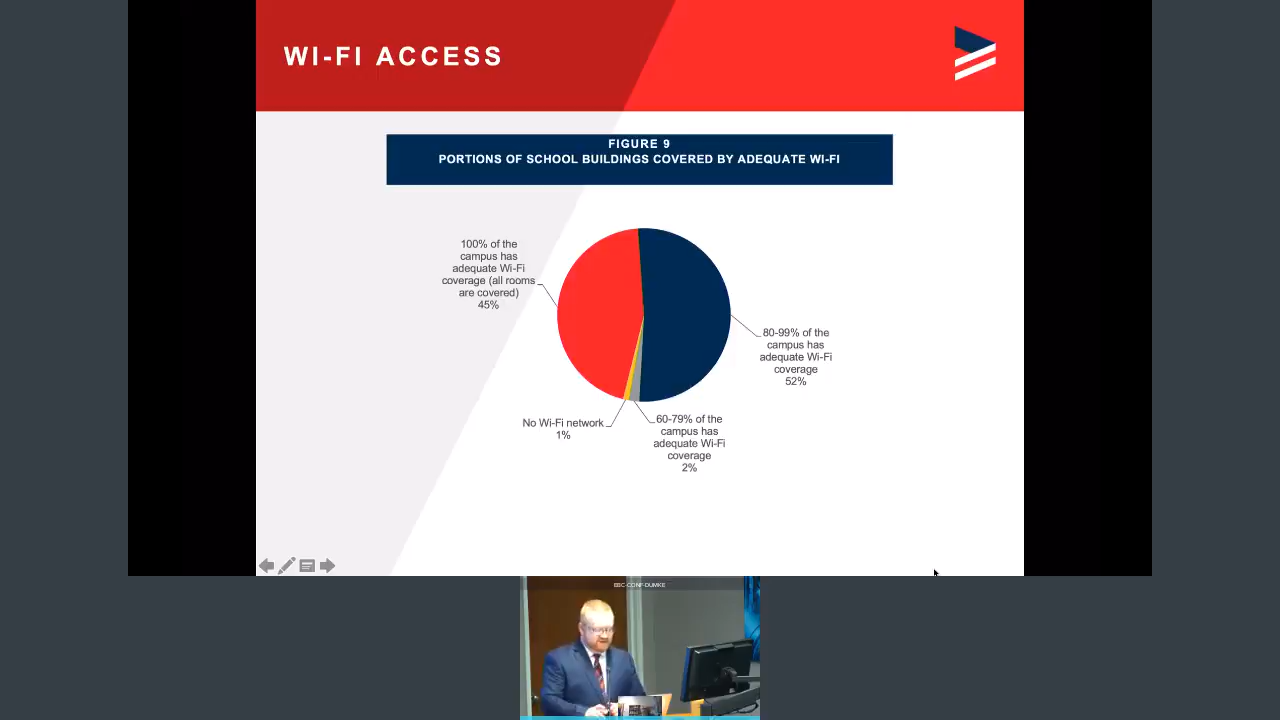 WI-FI ACCESS
FIGURE 9
PORTIONS OF SCHOOL BUILDINGS COVERED BY ADEQUATE WI-FI
100% of the
campus has
adequate Wi-Fi
coverage (all rooms
are covered)
45%
80-99% of the
campus has
adequate Wi-Fi
coverage
52%
No Wi-Fi network
1%
60-79% of the
campus has
adequate Wi-Fi
coverage
2%